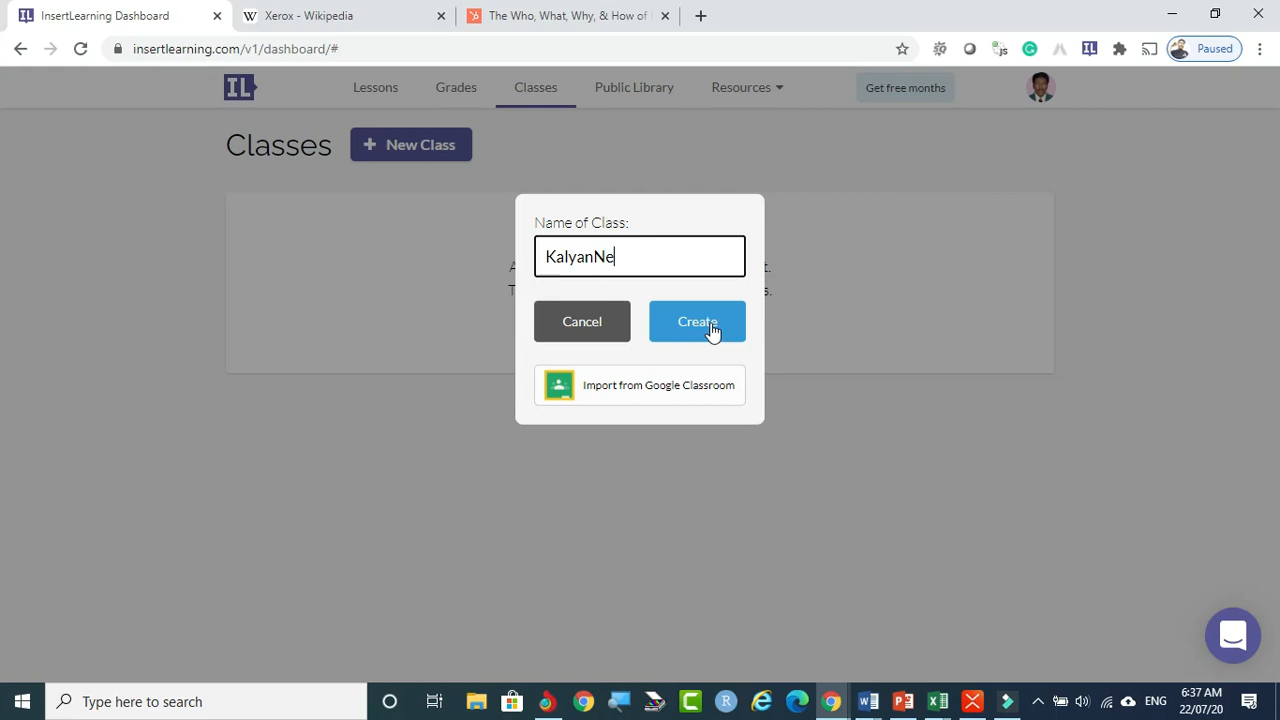 InsertLearning Dashboard
Xerox - Wikipedia
The Who, What, Why, & How of
insertlearning.com/v1/dashboard/#
Paused
IL
Lessons
Grades
Classes
Public Library
Resources
Get free months
Classes
+ New Class
Name of Class:
KalyanNe
Cancel
Create
Import from Google Classroom
Type here to search
ENG
6:37 AM
22/07/20